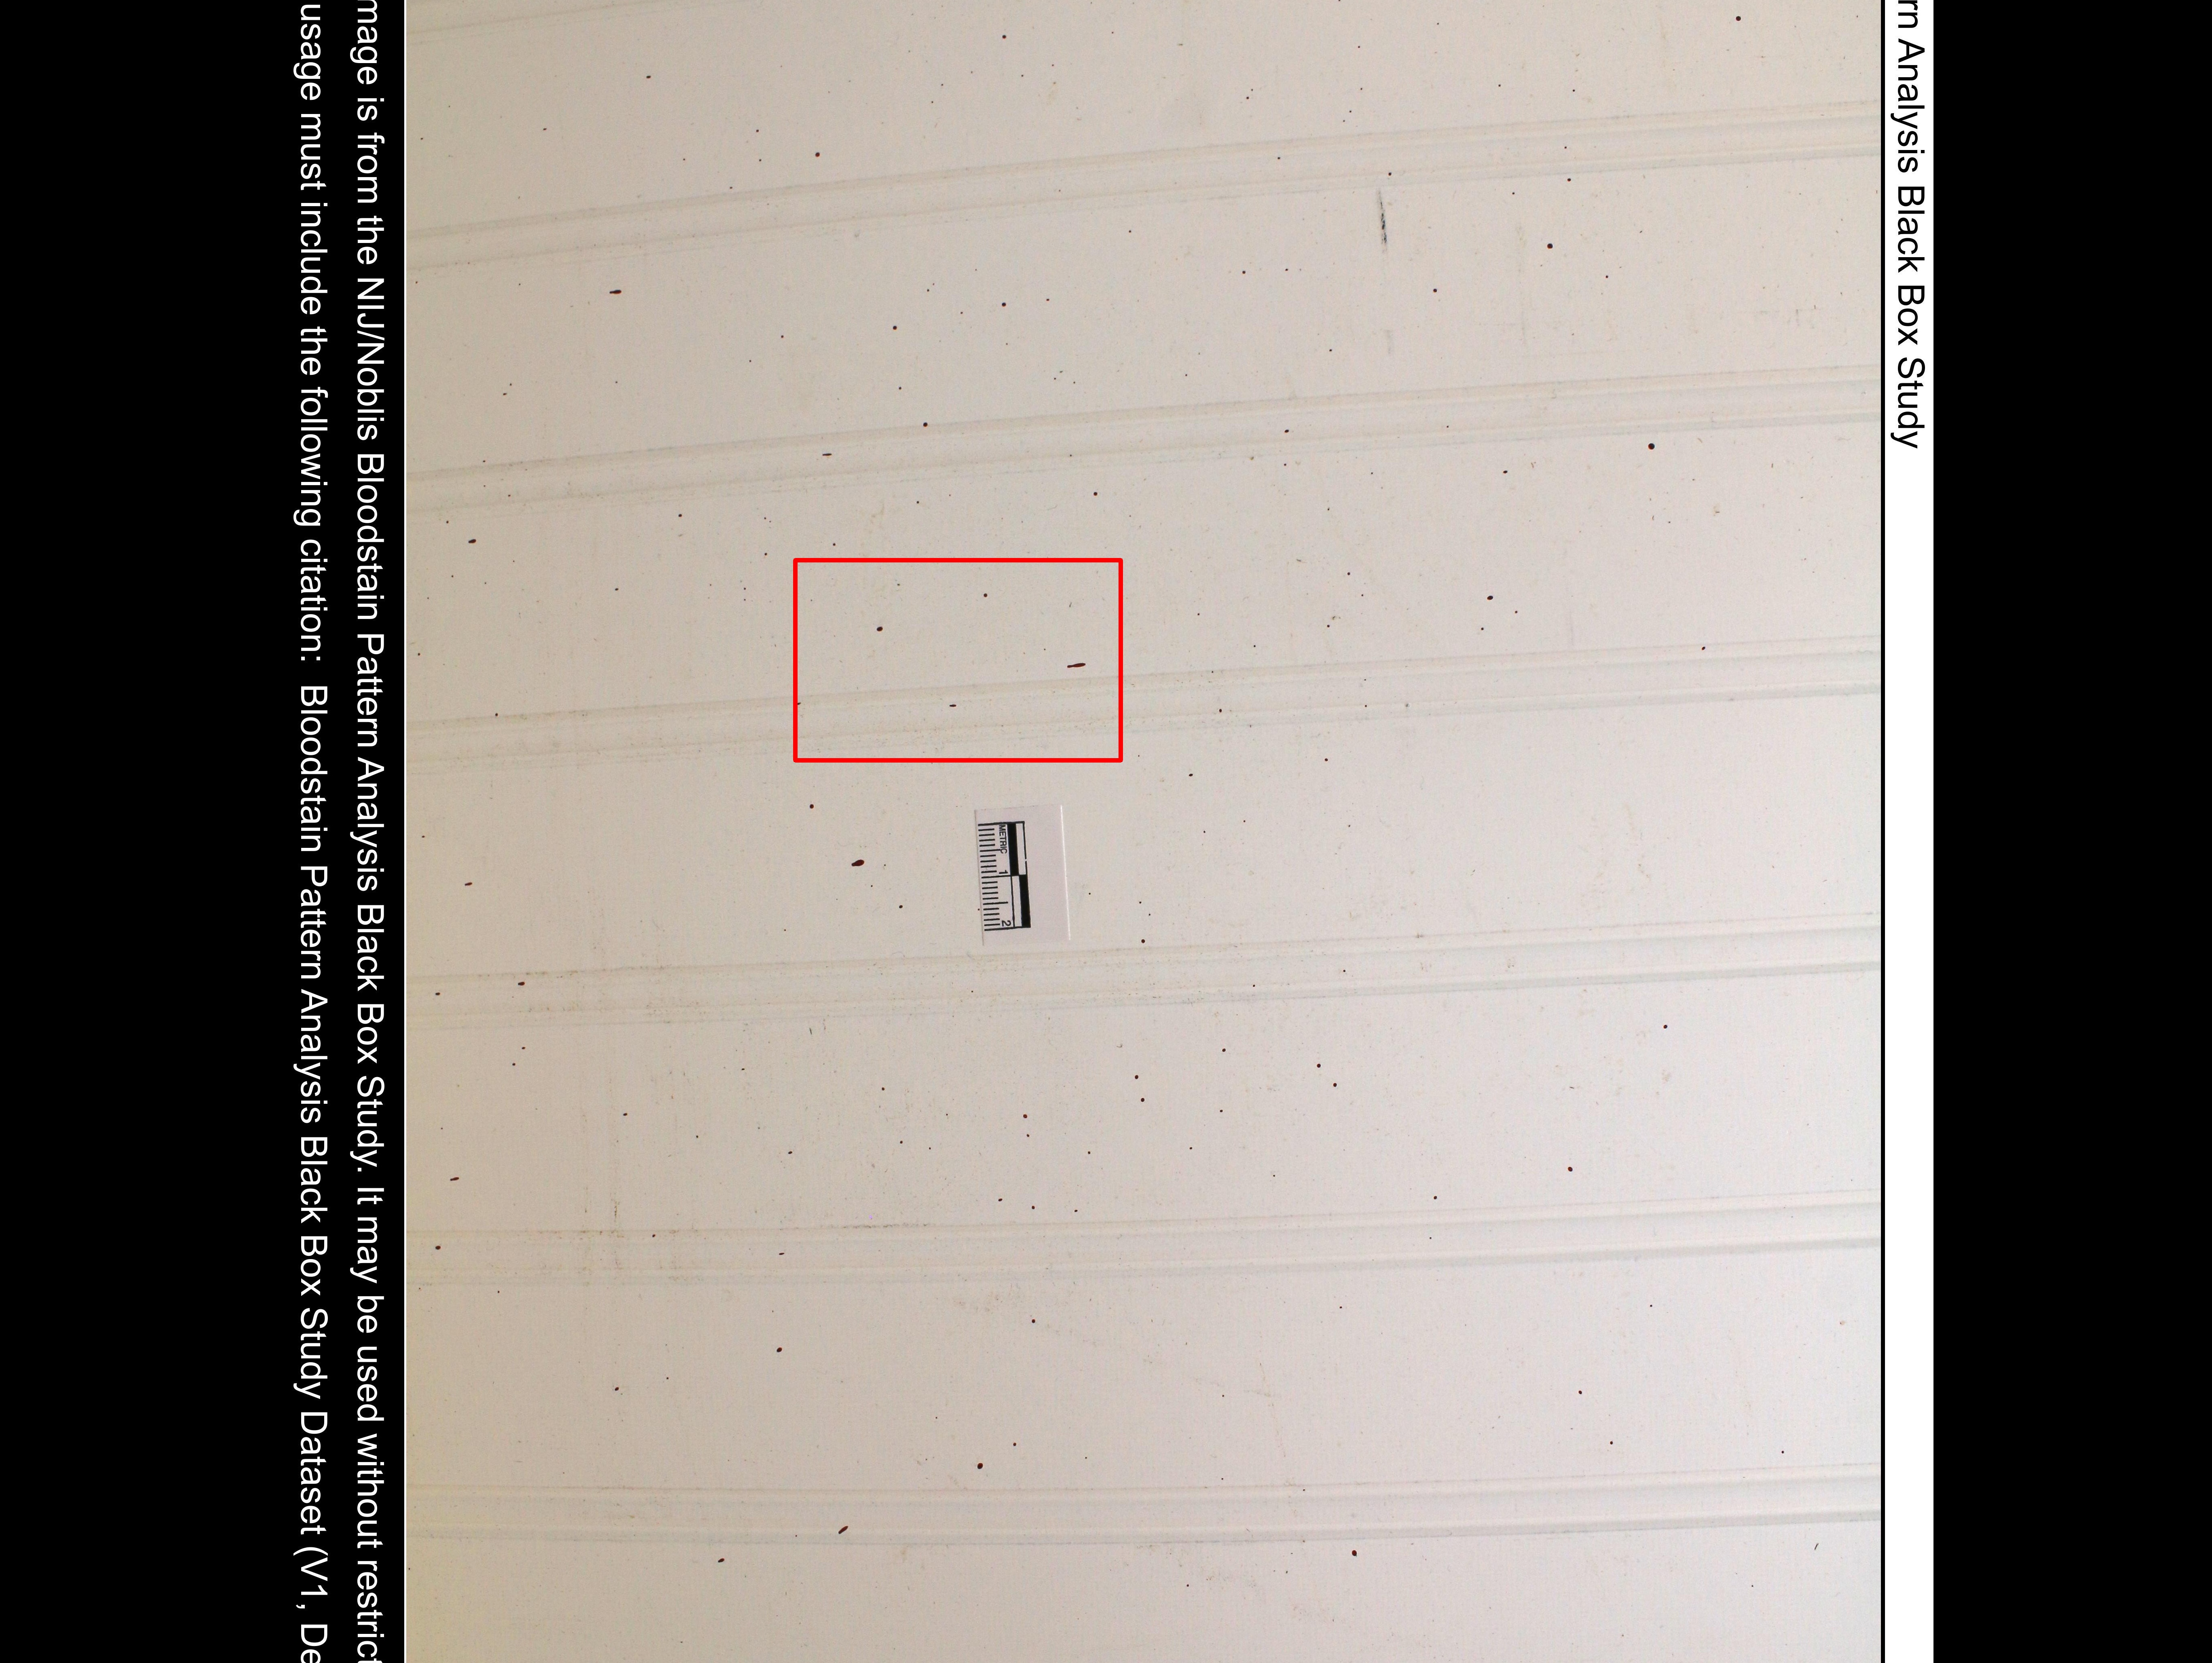 rn Analysis Black Box Study
mage is from the NIJ/Noblis Bloodstain Pattern Analysis Black Box Study. It may be used without restrict
usage must include the following citation: Bloodstain Pattern Analysis Black Box Study Dataset (V1, De
METRIC 1 2